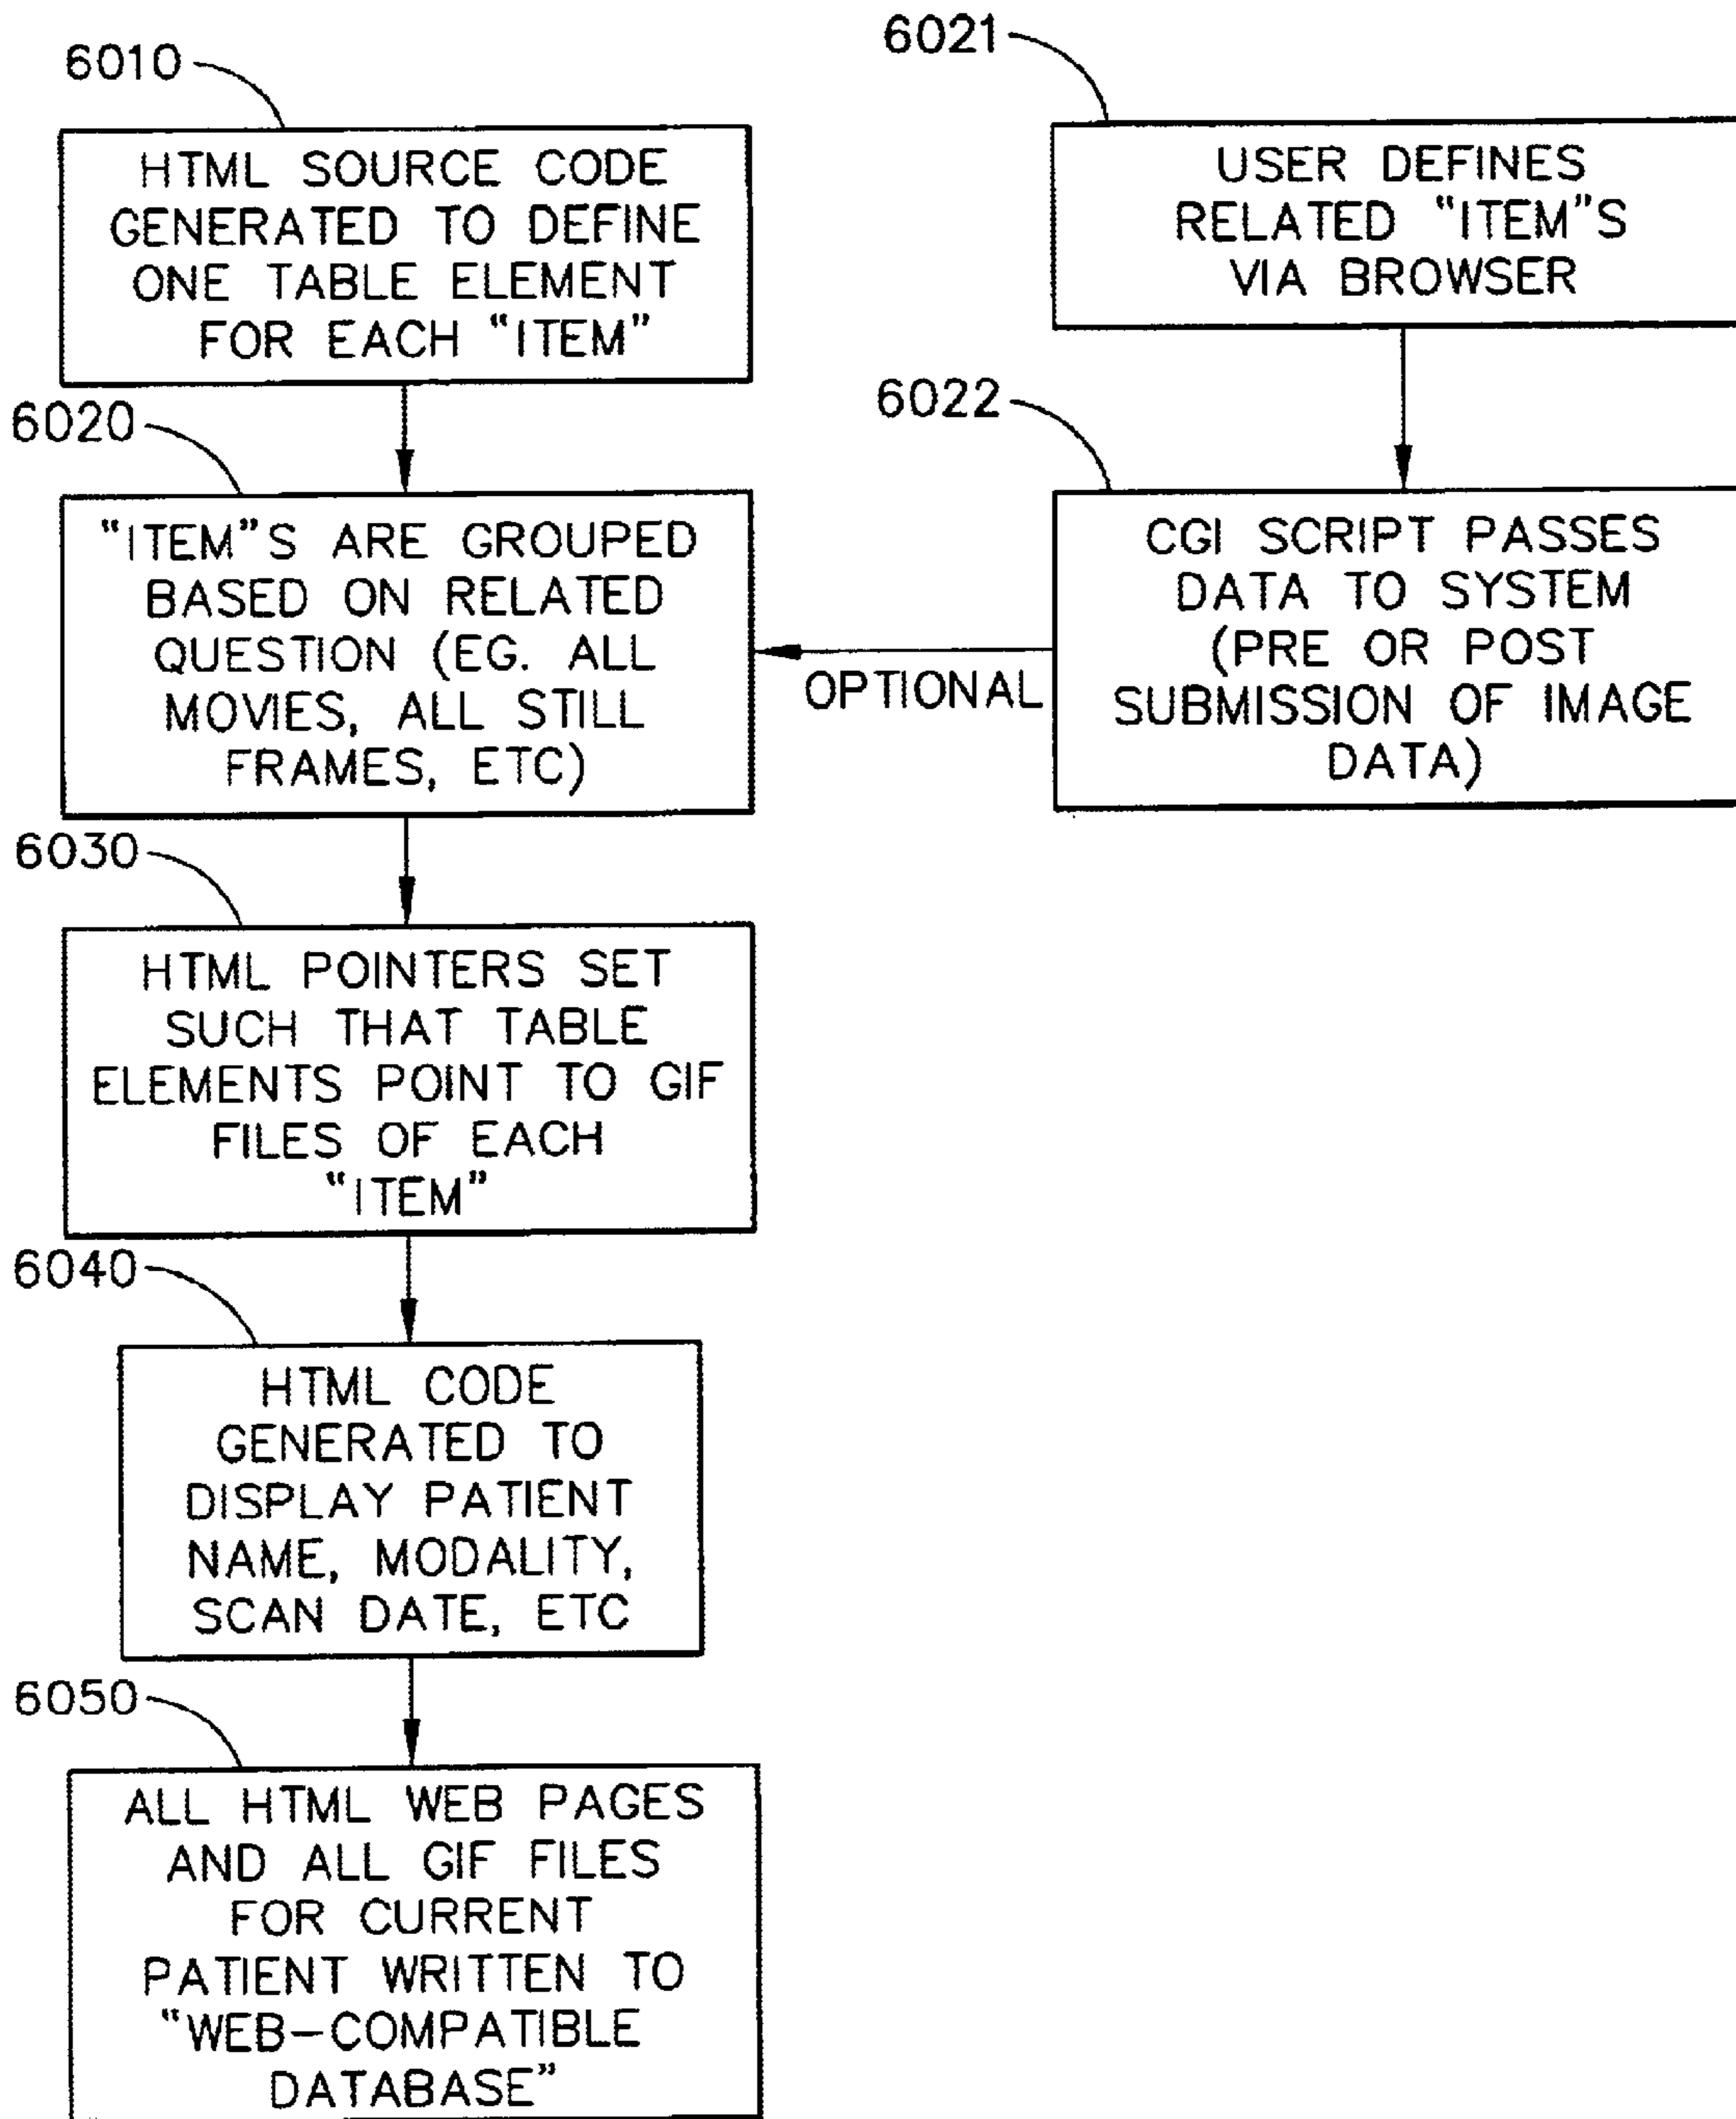 6010
HTML SOURCE CODE
GENERATED TO DEFINE
ONE TABLE ELEMENT
FOR EACH “ITEM”
6020
“ITEM”S ARE GROUPED
BASED ON RELATED
QUESTION (EG. ALL
MOVIES, ALL STILL
FRAMES, ETC)
6030
HTML POINTERS SET
SUCH THAT TABLE
ELEMENTS POINT TO GIF
FILES OF EACH
“ITEM”
6040
HTML CODE
GENERATED TO
DISPLAY PATIENT
NAME, MODALITY,
SCAN DATE, ETC
6050
ALL HTML WEB PAGES
AND ALL GIF FILES
FOR CURRENT
PATIENT WRITTEN TO
“WEB-COMPATIBLE
DATABASE”
6021
USER DEFINES
RELATED “ITEM”S
VIA BROWSER
6022
CGI SCRIPT PASSES
DATA TO SYSTEM
(PRE OR POST
SUBMISSION OF IMAGE
DATA)
OPTIONAL